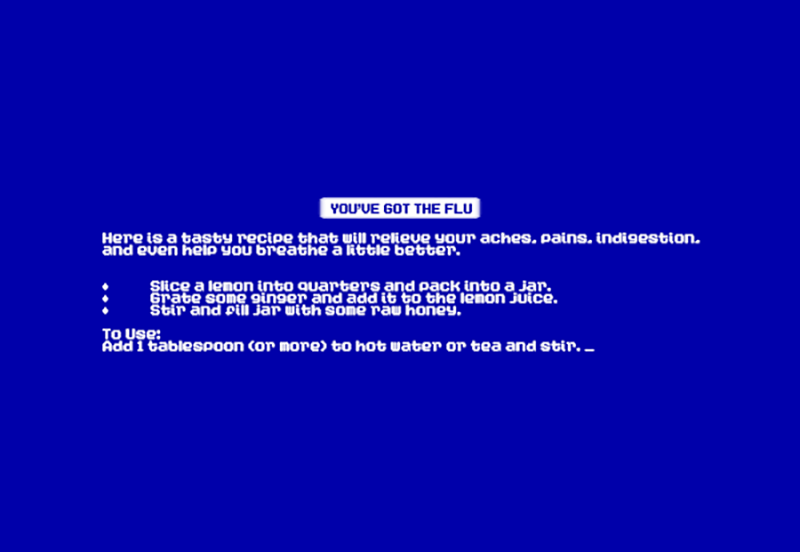 YOU'VE GOT THE FLU
Here is a tasty recipe that will relieve your aches, pains, indigestion,
and even help you breathe a little better.
♦ Slice a lemon into quarters and pack into a jar.
♦ Grate some ginger and add it to the lemon juice.
♦ Stir and fill jar with some raw honey.
To Use:
Add 1 tablespoon (or more) to hot water or tea and stir. _